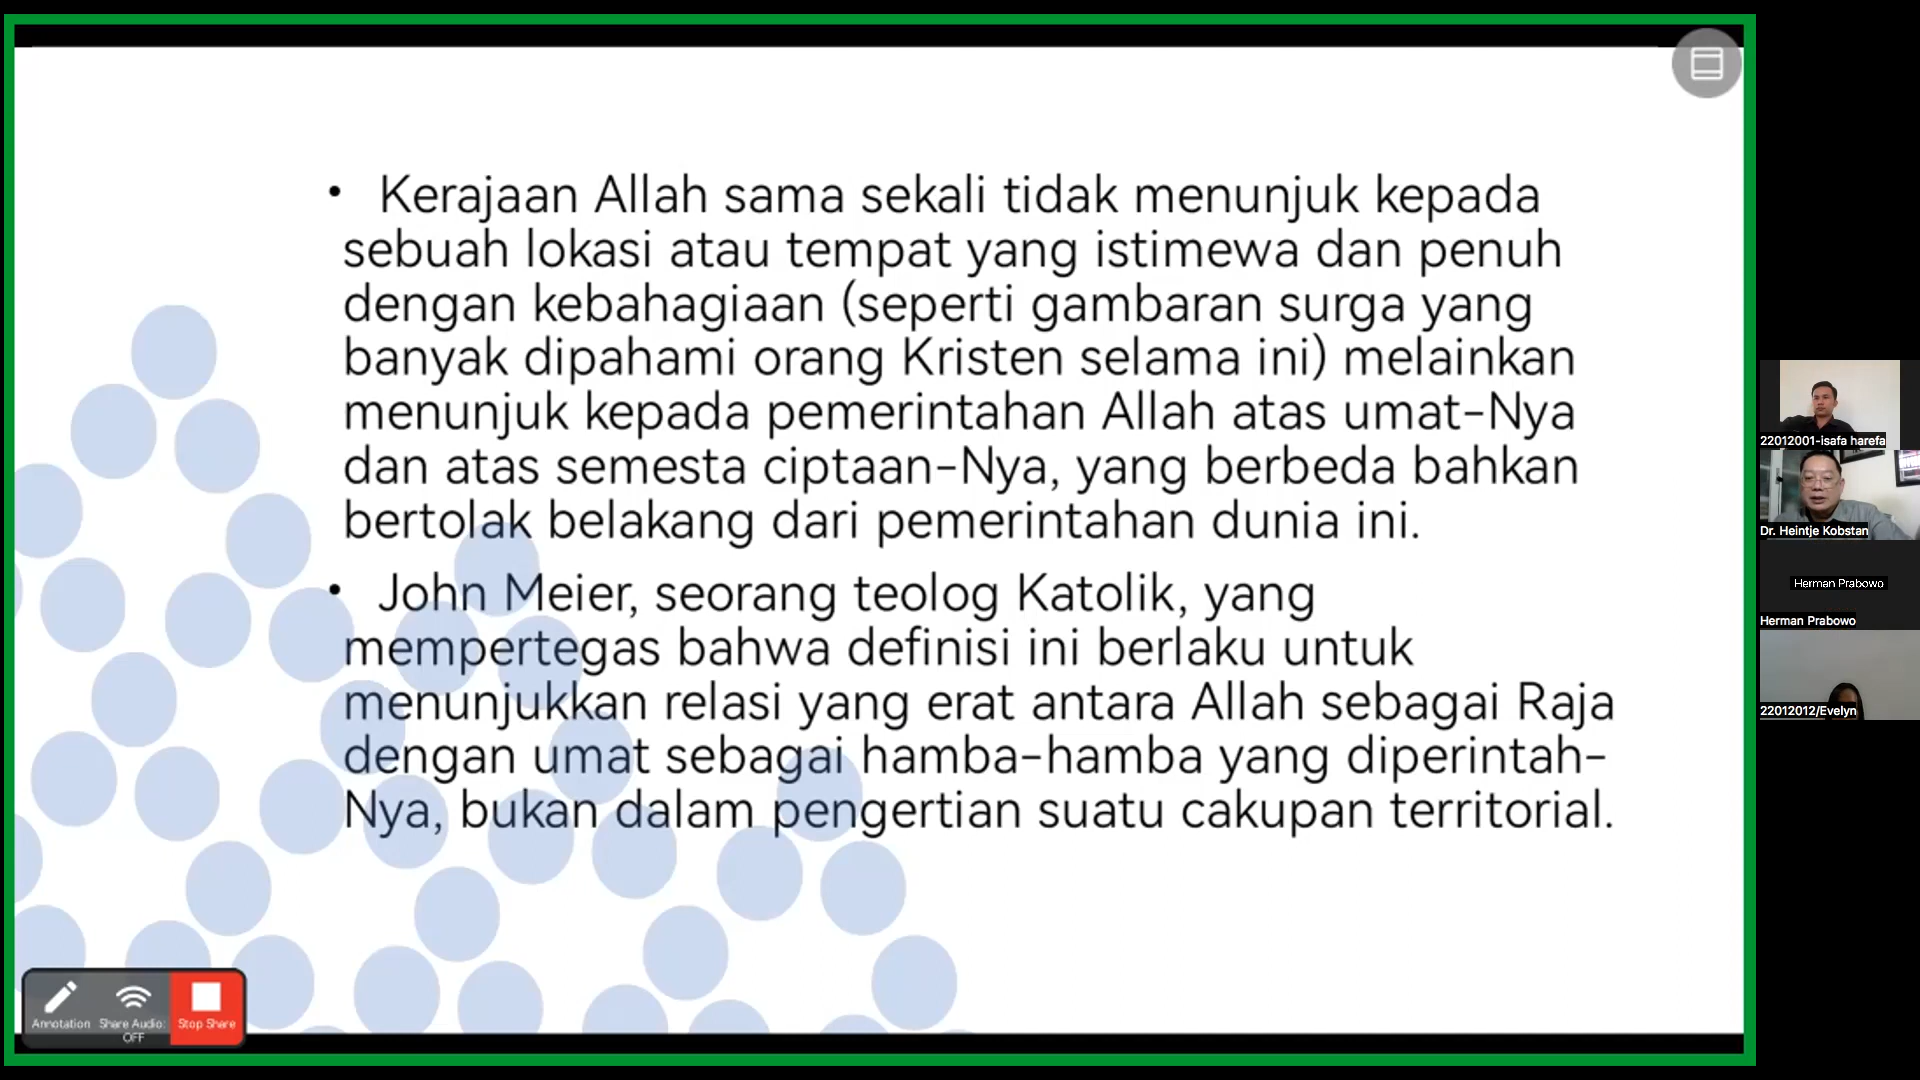 • Kerajaan Allah sama sekali tidak menunjuk kepada
sebuah lokasi atau tempat yang istimewa dan penuh
dengan kebahagiaan (seperti gambaran surga yang
banyak dipahami orang Kristen selama ini) melainkan
menunjuk kepada pemerintahan Allah atas umat-Nya
dan atas semesta ciptaan-Nya, yang berbeda bahkan
bertolak belakang dari pemerintahan dunia ini.
• John Meier, seorang teolog Katolik, yang
mempertegas bahwa definisi ini berlaku untuk
menunjukkan relasi yang erat antara Allah sebagai Raja
dengan umat sebagai hamba-hamba yang diperintah-
Nya, bukan dalam pengertian suatu cakupan territorial.
Annotation
Share Audio:
OFF
Stop Share
22012001-isafa harefa
Dr. Heintje Kobstan
Herman Prabowo
Herman Prabowo
22012012/Evelyn